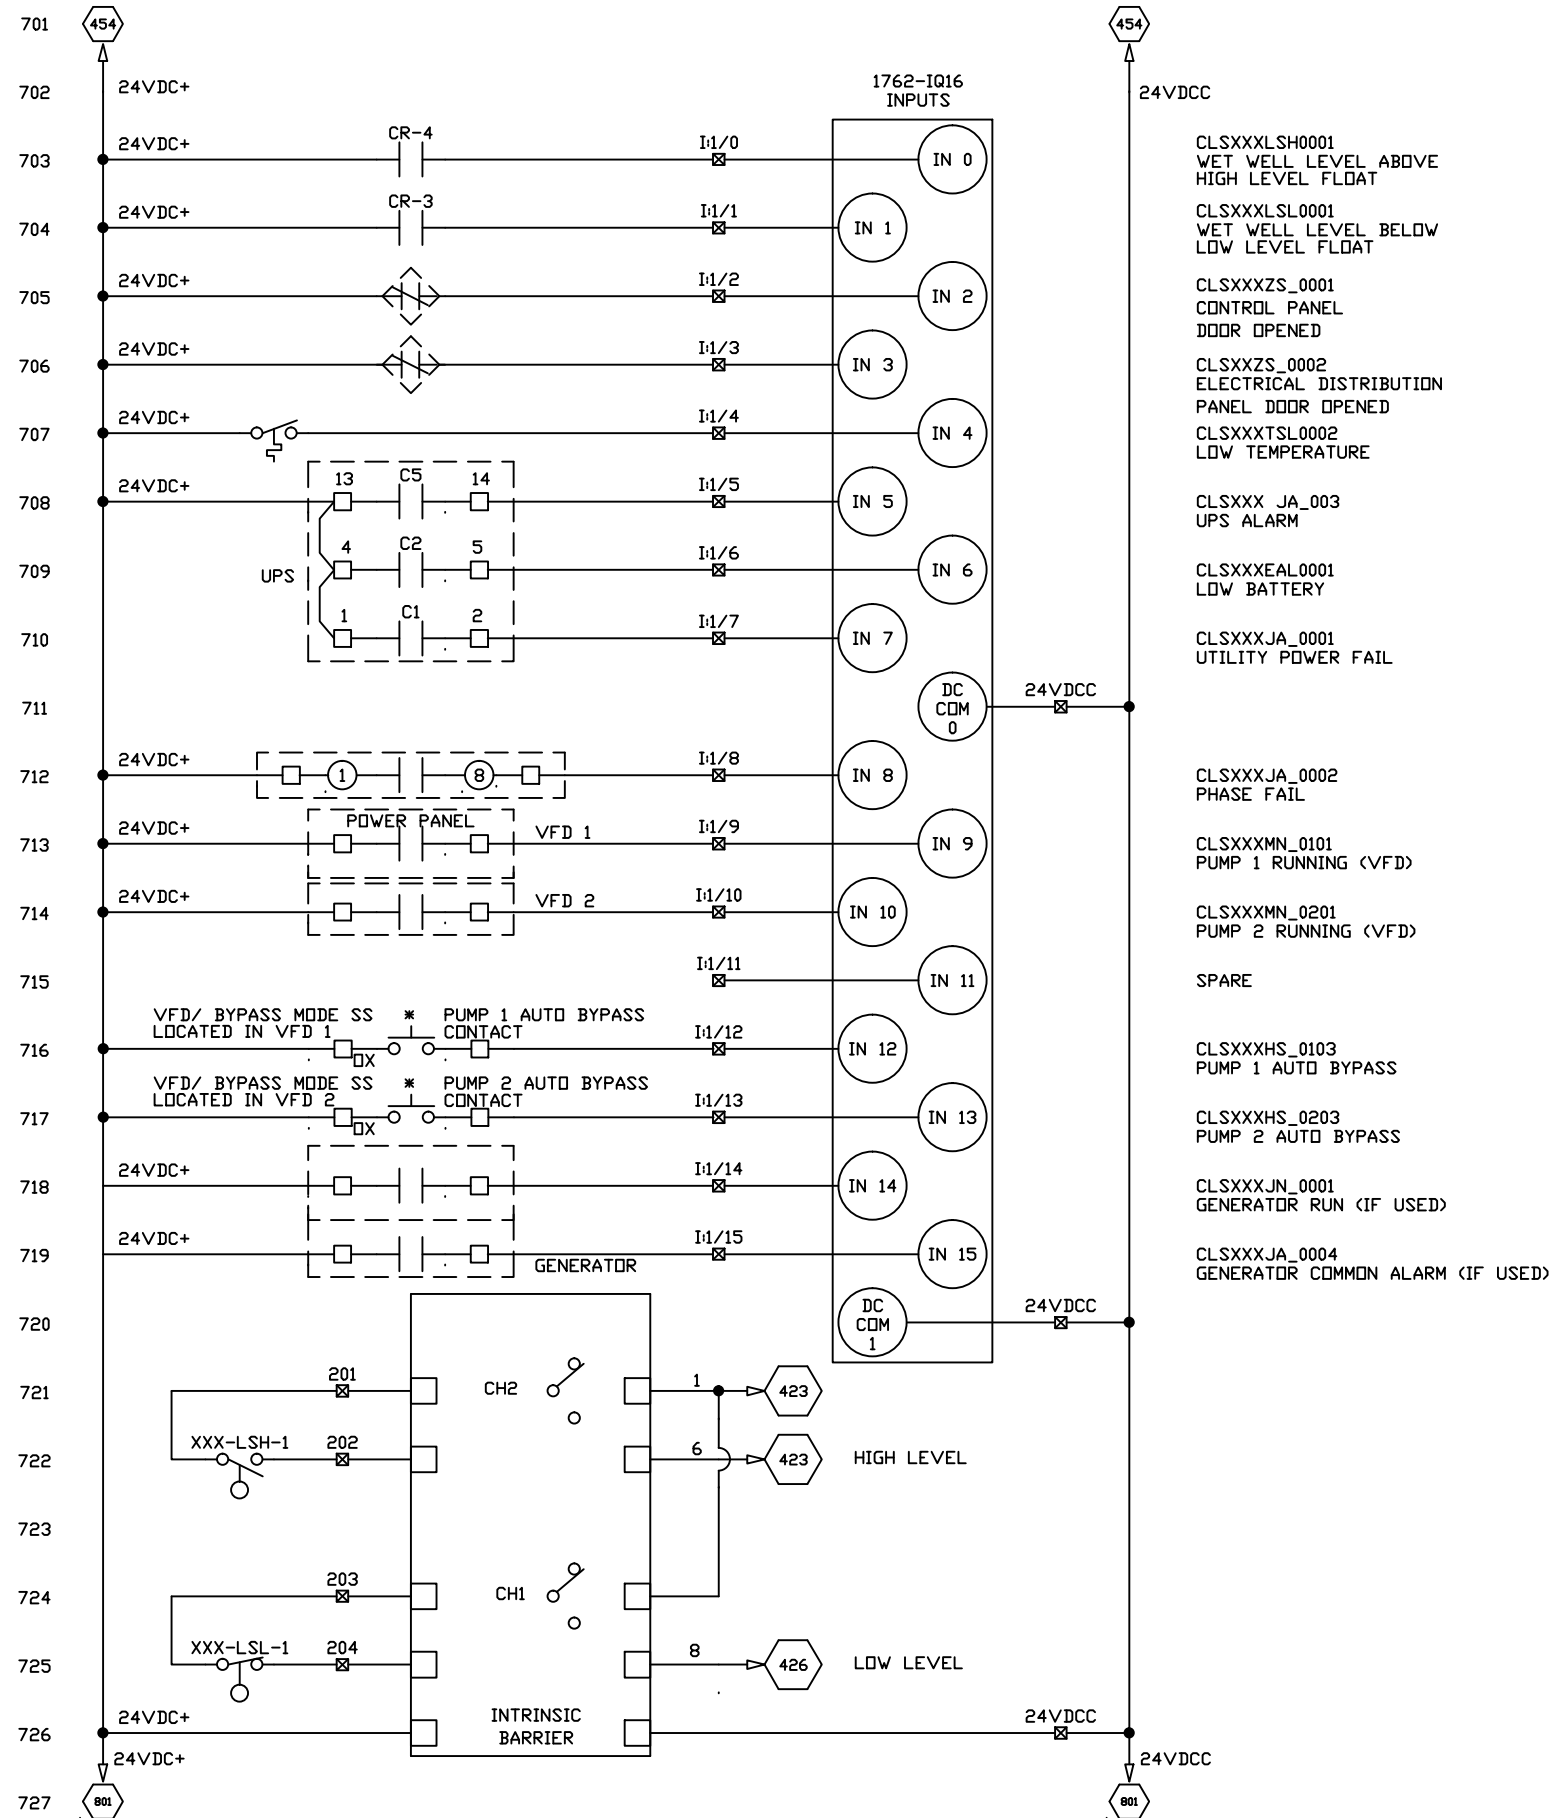 701 454 454
702 24VDC+ 1762-IQ16 24VDCC
INPUTS
703 24VDC+ CR-4 I:1/0 IN 0 CLSXXXLSH0001
WET WELL LEVEL ABOVE
HIGH LEVEL FLOAT
704 24VDC+ CR-3 I:1/1 IN 1 CLSXXXLSL0001
WET WELL LEVEL BELOW
LOW LEVEL FLOAT
705 24VDC+ I:1/2 IN 2 CLSXXXZS_0001
CONTROL PANEL
DOOR OPENED
706 24VDC+ I:1/3 IN 3 CLSXXZS_0002
ELECTRICAL DISTRIBUTION
PANEL DOOR OPENED
707 24VDC+ I:1/4 IN 4 CLSXXXTSL0002
LOW TEMPERATURE
708 24VDC+ 13 C5 14 I:1/5 IN 5 CLSXXX JA_003
UPS ALARM
709 UPS 4 C2 5 I:1/6 IN 6 CLSXXXEAL0001
LOW BATTERY
710 1 C1 2 I:1/7 IN 7 CLSXXXJA_0001
UTILITY POWER FAIL
711 DC
COM
0 24VDCC
712 24VDC+ 1 8 I:1/8 IN 8 CLSXXXJA_0002
PHASE FAIL
POWER PANEL
713 24VDC+ VFD 1 I:1/9 IN 9 CLSXXXMN_0101
PUMP 1 RUNNING (VFD)
714 24VDC+ VFD 2 I:1/10 IN 10 CLSXXXMN_0201
PUMP 2 RUNNING (VFD)
715 I:1/11 IN 11 SPARE
VFD/ BYPASS MODE SS * PUMP 1 AUTO BYPASS
LOCATED IN VFD 1 CONTACT
716 OX I:1/12 IN 12 CLSXXXHS_0103
PUMP 1 AUTO BYPASS
VFD/ BYPASS MODE SS * PUMP 2 AUTO BYPASS
LOCATED IN VFD 2 CONTACT
717 OX I:1/13 IN 13 CLSXXXHS_0203
PUMP 2 AUTO BYPASS
718 24VDC+ I:1/14 IN 14 CLSXXXJN_0001
GENERATOR RUN (IF USED)
719 24VDC+ GENERATOR I:1/15 IN 15 CLSXXXJA_0004
GENERATOR COMMON ALARM (IF USED)
720 DC
COM
1 24VDCC
721 201 CH2 1 423
722 XXX-LSH-1 202 6 423 HIGH LEVEL
723
724 203 CH1
725 XXX-LSL-1 204 8 426 LOW LEVEL
726 24VDC+ INTRINSIC
BARRIER 24VDCC
24VDC+ 24VDCC
727 801 801